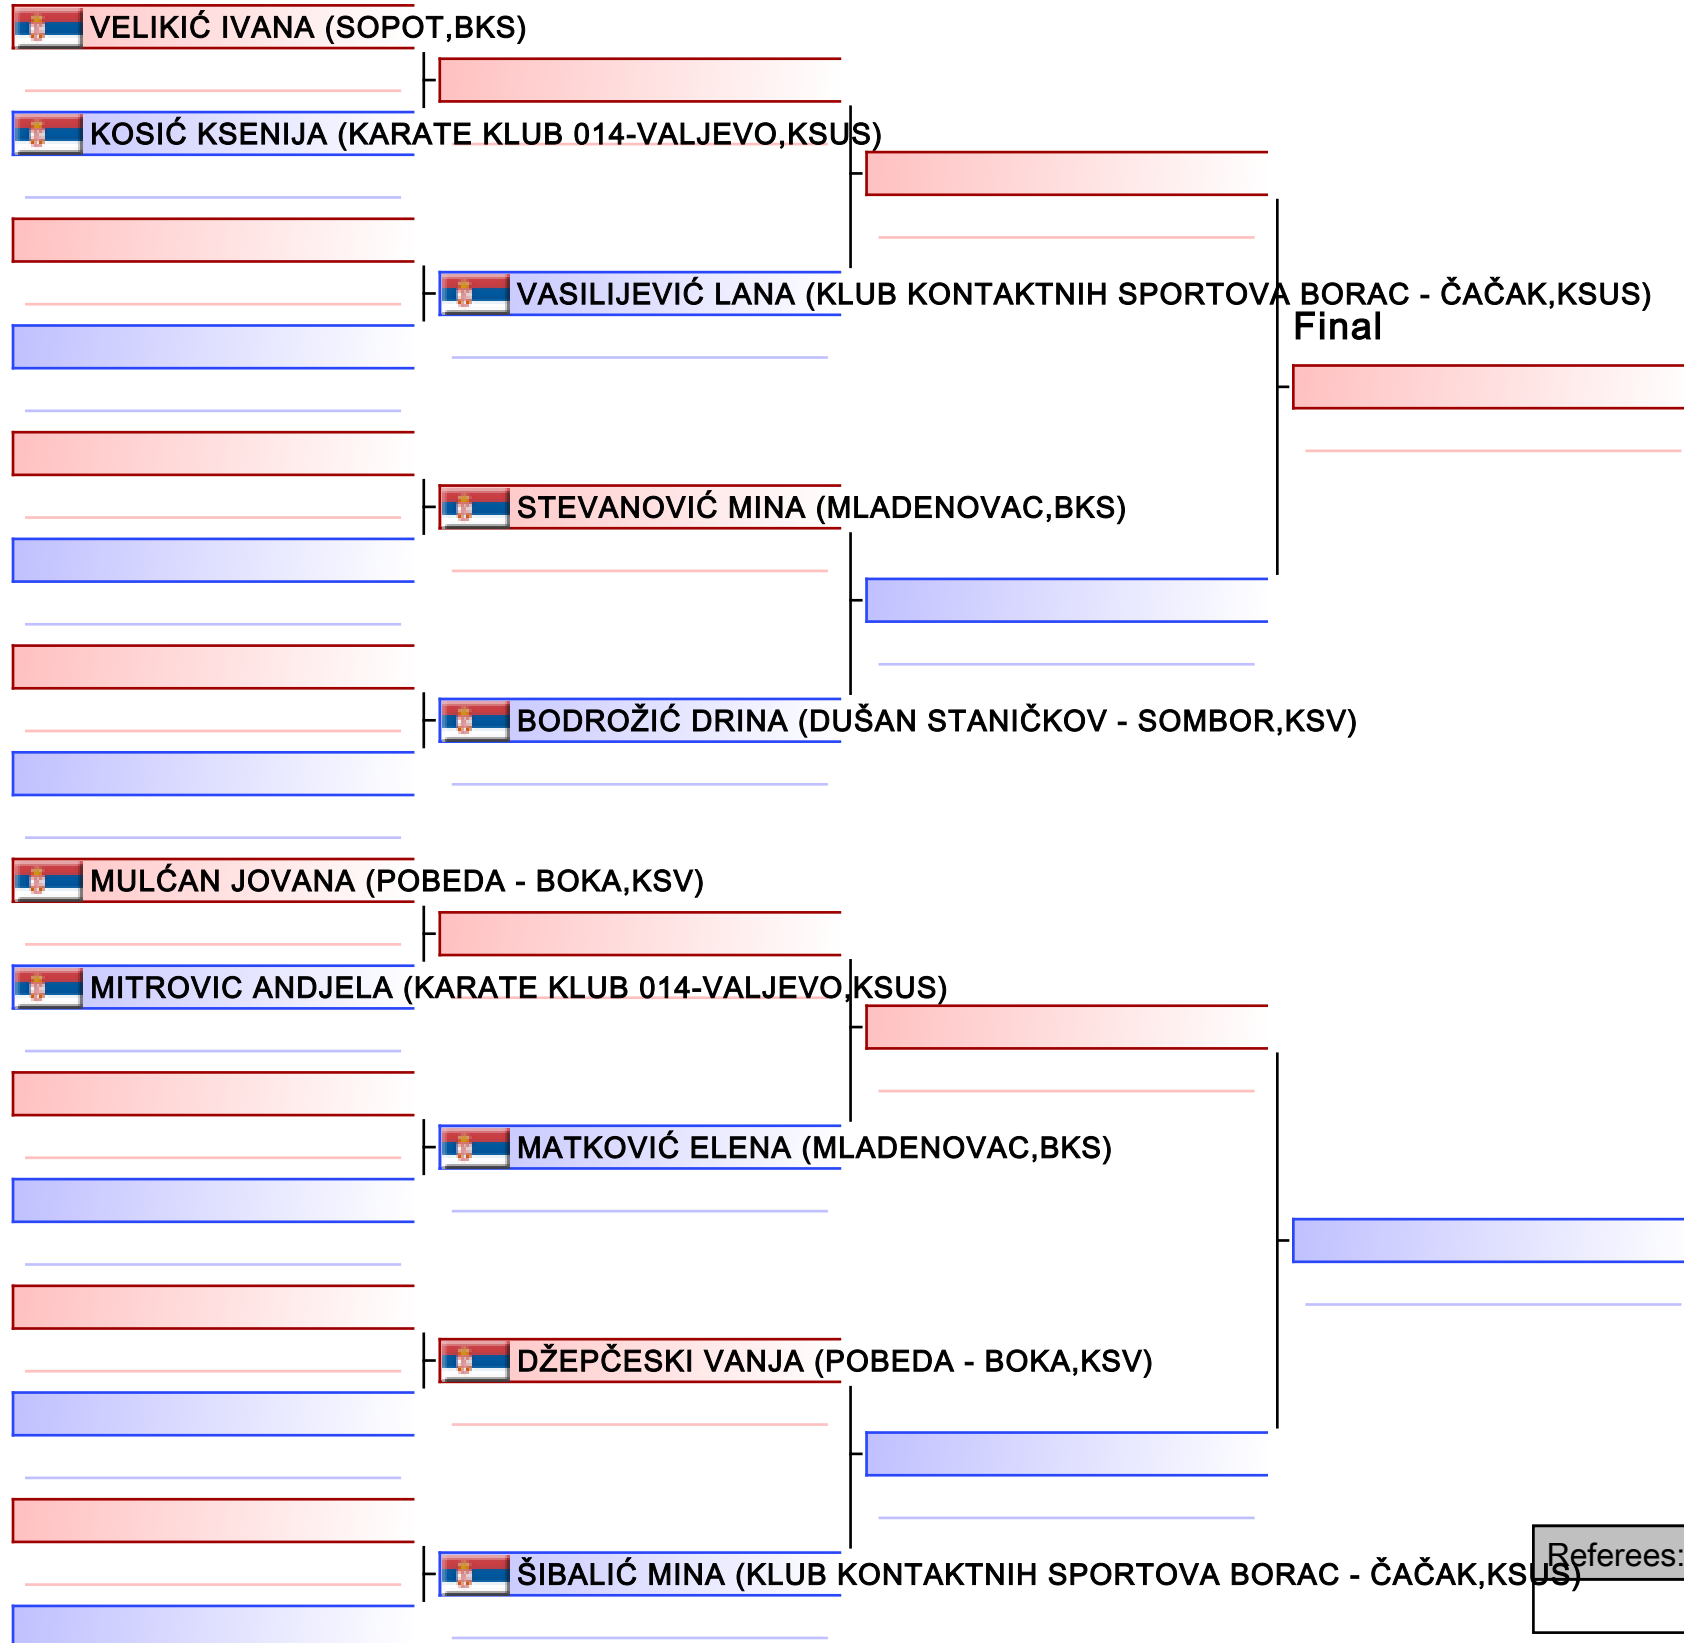 VELIKIĆ IVANA (SOPOT,BKS)
KOSIĆ KSENIJA (KARATE KLUB 014-VALJEVO,KSUS)
VASILIJEVIĆ LANA (KLUB KONTAKTNIH SPORTOVA BORAC - ČAČAK,KSUS)
Final
STEVANOVIĆ MINA (MLADENOVAC,BKS)
BODROŽIĆ DRINA (DUŠAN STANIČKOV - SOMBOR,KSV)
MULĆAN JOVANA (POBEDA - BOKA,KSV)
MITROVIC ANDJELA (KARATE KLUB 014-VALJEVO,KSUS)
MATKOVIĆ ELENA (MLADENOVAC,BKS)
DŽEPČESKI VANJA (POBEDA - BOKA,KSV)
Referees:
ŠIBALIĆ MINA (KLUB KONTAKTNIH SPORTOVA BORAC - ČAČAK,KSUS)